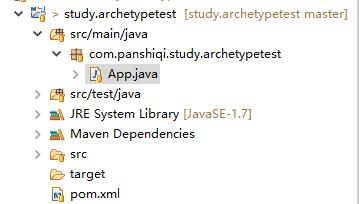 > study.archetypetest [study.archetypetest master]
src/main/java
com.panshiqi.study.archetypetest
App.java
src/test/java
JRE System Library [JavaSE-1.7]
Maven Dependencies
src
target
pom.xml